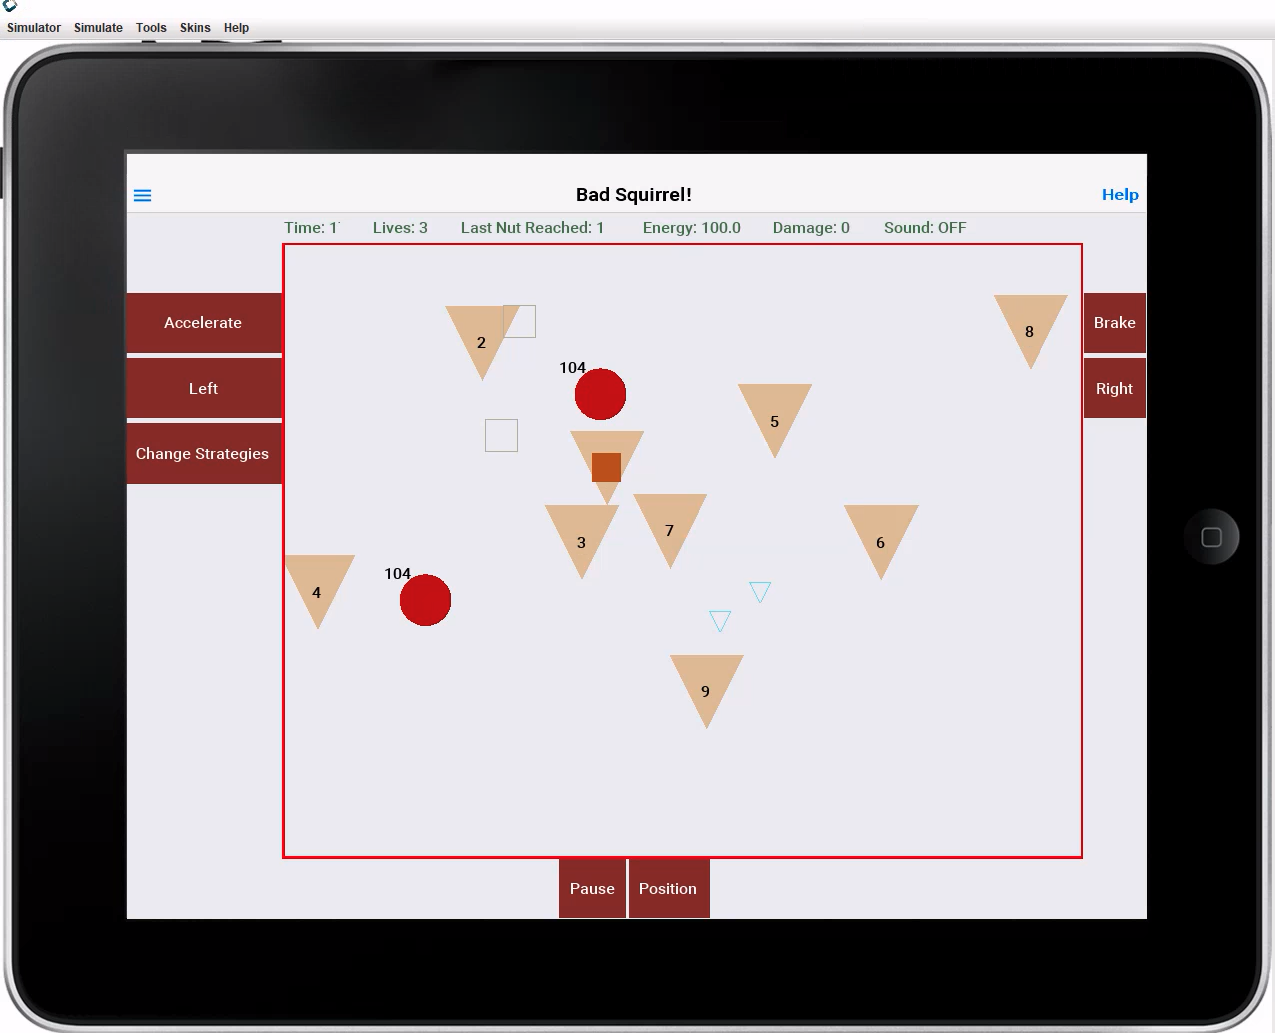 Simulator Simulate Tools Skins Help
Bad Squirrel!
Help
Time: 1 Lives: 3 Last Nut Reached: 1 Energy: 100.0 Damage: 0 Sound: OFF
Accelerate
Left
Change Strategies
Brake
Right
2
8
104
5
3
7
6
104
4
9
Pause
Position